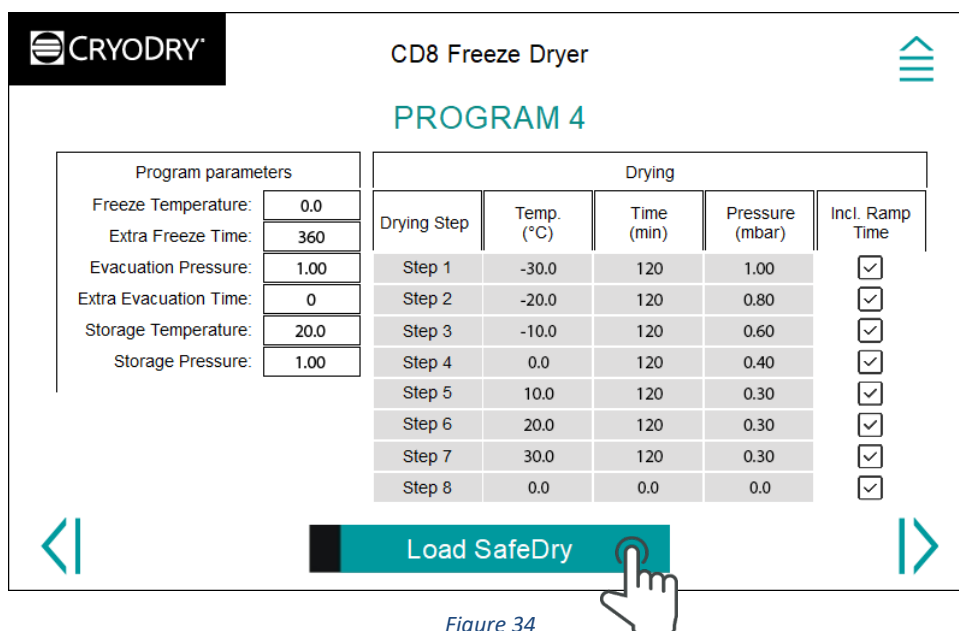 CRYODRY
CD8 Freeze Dryer
PROGRAM 4
Program parameters
Freeze Temperature: 0.0
Extra Freeze Time: 360
Evacuation Pressure: 1.00
Extra Evacuation Time: 0
Storage Temperature: 20.0
Storage Pressure: 1.00
Drying
Drying Step Temp. (°C) Time (min) Pressure (mbar) Incl. Ramp Time
Step 1 -30.0 120 1.00
Step 2 -20.0 120 0.80
Step 3 -10.0 120 0.60
Step 4 0.0 120 0.40
Step 5 10.0 120 0.30
Step 6 20.0 120 0.30
Step 7 30.0 120 0.30
Step 8 0.0 0.0 0.0
Load SafeDry
Figure 34